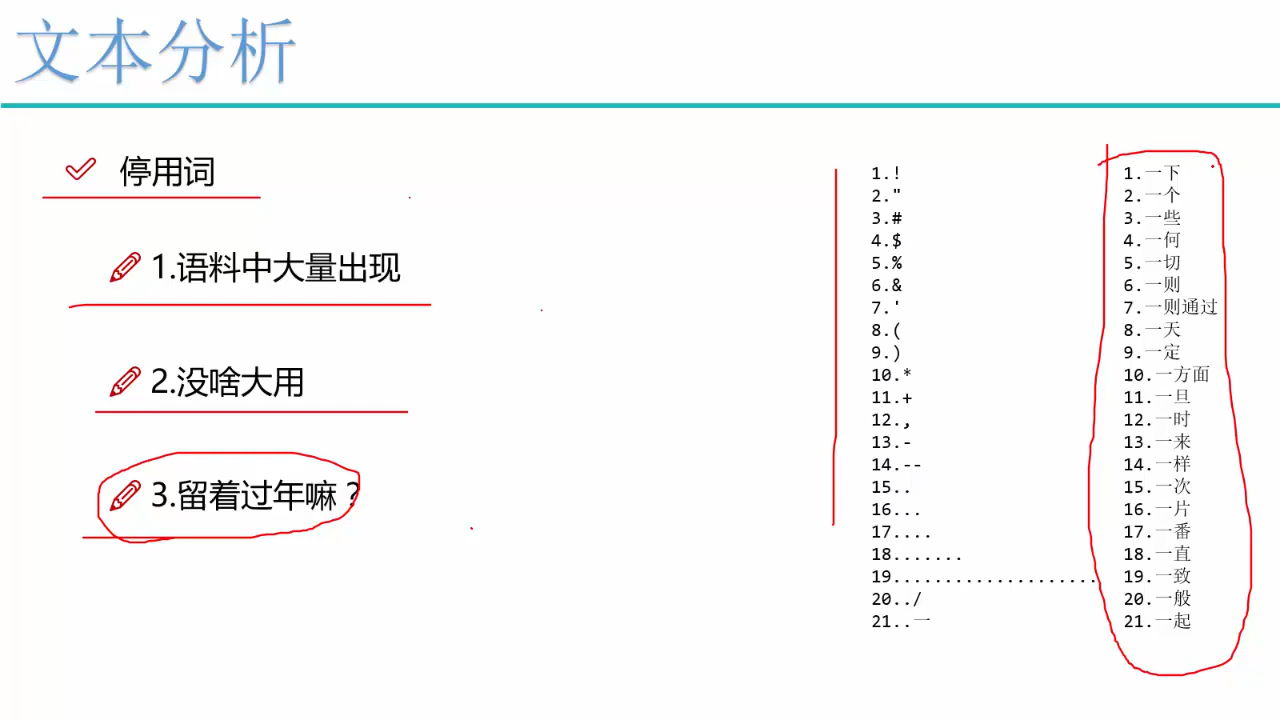 文本分析
停用词
1.语料中大量出现
2.没啥大用
3.留着过年嘛？
1.!
2."
3.#
4.$
5.%
6.&
7.'
8.(
9.)
10.*
11.+
12.,
13.-
14.--
15..
16...
17....
18.......
19....................
20../
21..一
1.一下
2.一个
3.一些
4.一何
5.一切
6.一则
7.一则通过
8.一天
9.一定
10.一方面
11.一旦
12.一时
13.一来
14.一样
15.一次
16.一片
17.一番
18.一直
19.一致
20.一般
21.一起